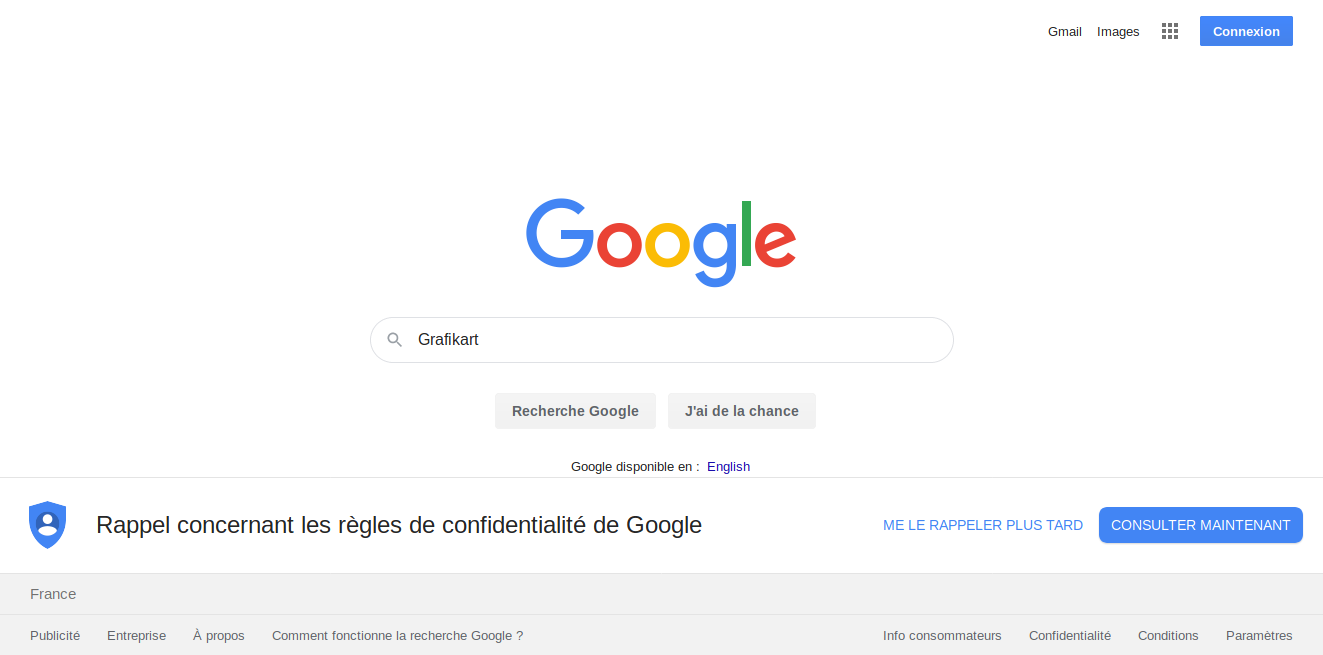 Gmail Images Connexion
Google
Grafikart
Recherche Google J'ai de la chance
Google disponible en : English
Rappel concernant les règles de confidentialité de Google ME LE RAPPELER PLUS TARD CONSULTER MAINTENANT
France
Publicité Entreprise À propos Comment fonctionne la recherche Google ? Info consommateurs Confidentialité Conditions Paramètres